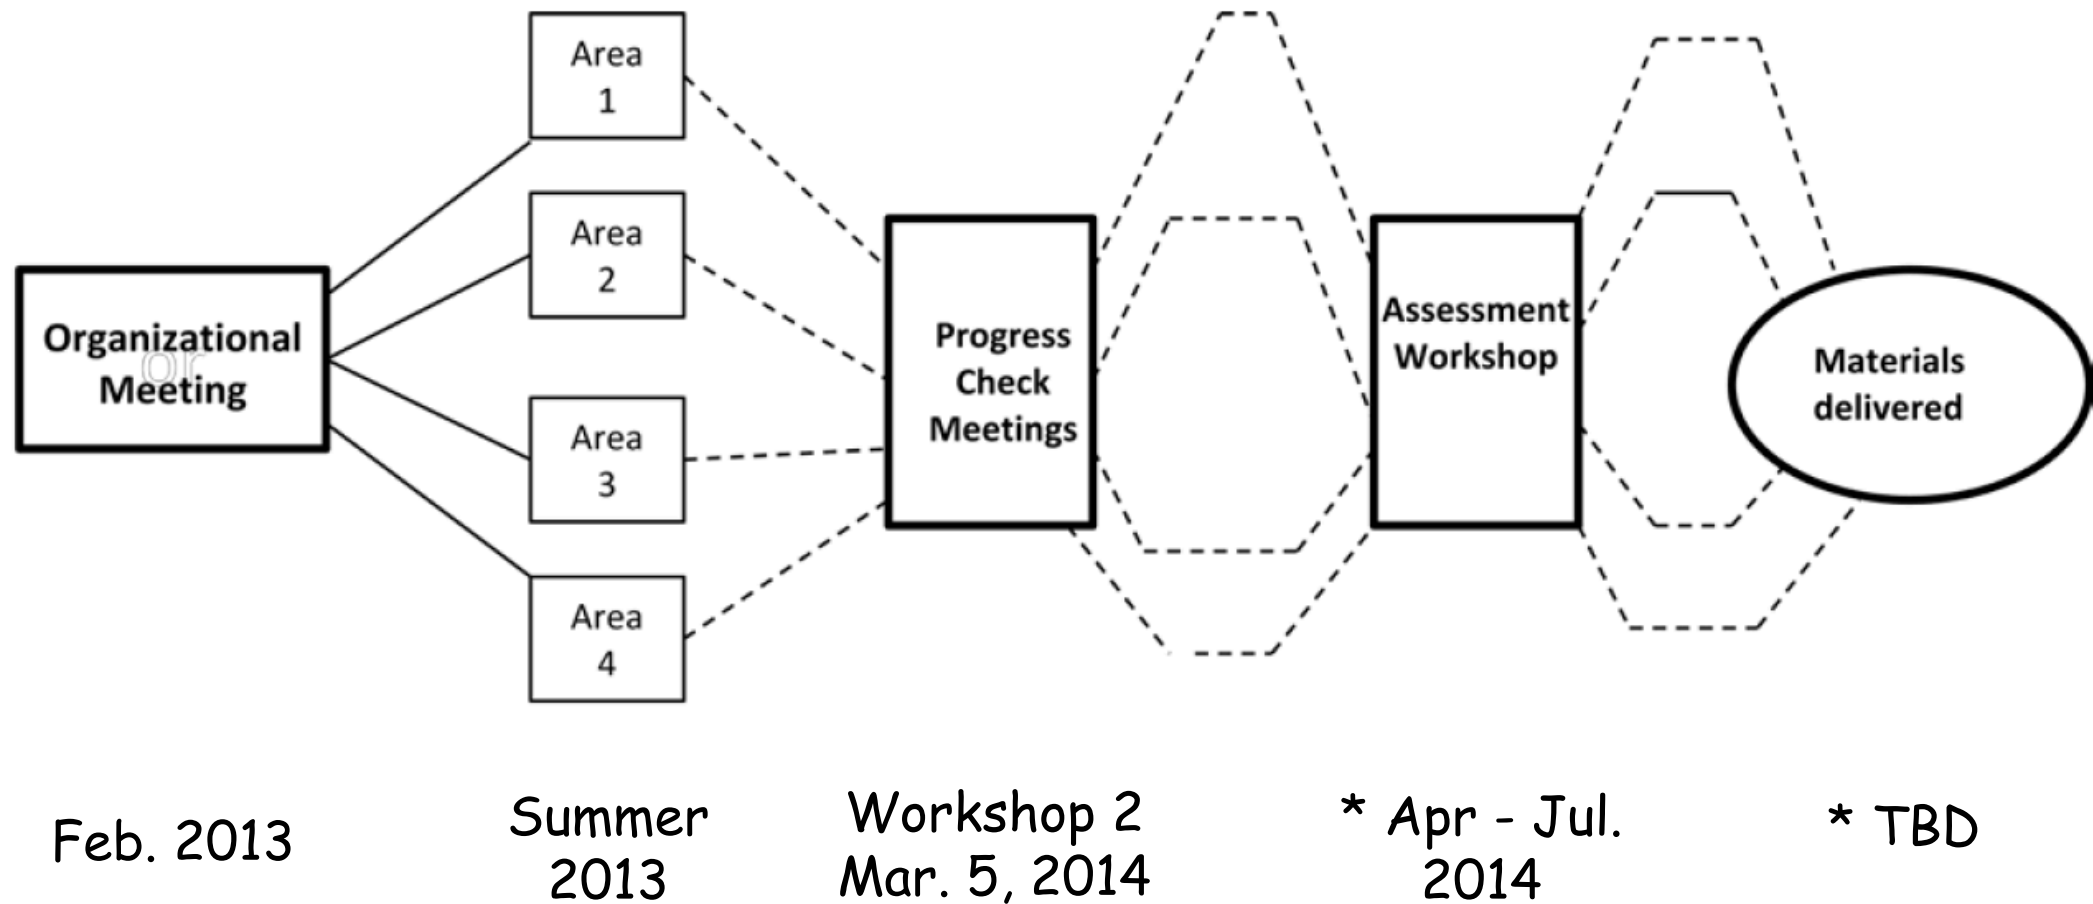 Area
1
Area
2
Area
3
Area
4
Organizational
or
Meeting
Progress
Check
Meetings
Assessment
Workshop
Materials
delivered
Feb. 2013
Summer
2013
Workshop 2
Mar. 5, 2014
* Apr - Jul.
2014
* TBD